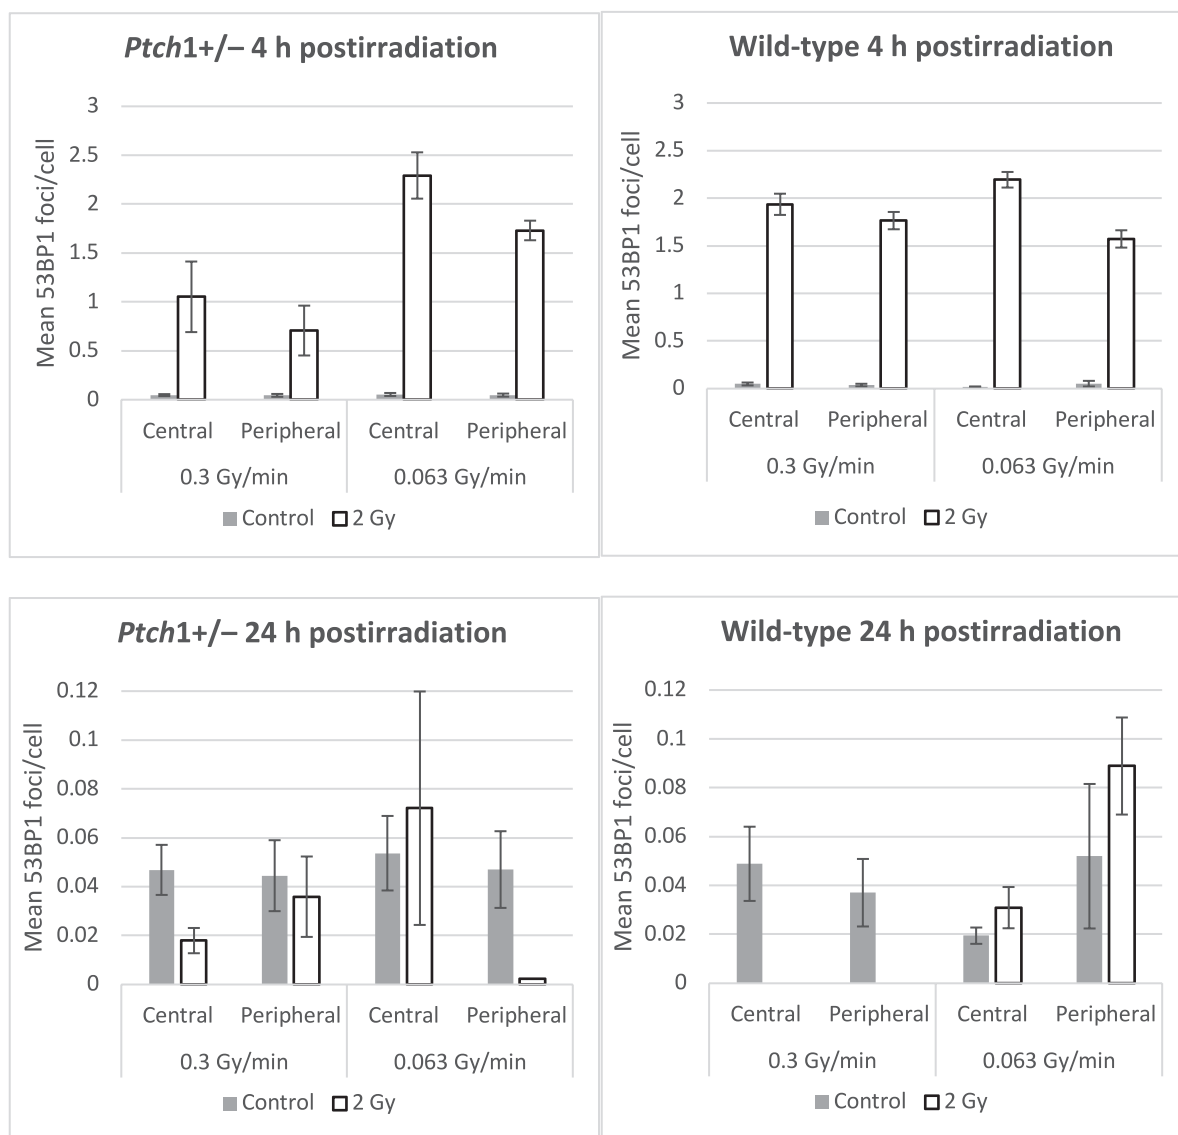 Ptch1+/– 4 h postirradiation
Mean 53BP1 foci/cell
3
2.5
2
1.5
1
0.5
0
Central Peripheral Central Peripheral
0.3 Gy/min 0.063 Gy/min
Control 2 Gy
Wild-type 4 h postirradiation
Mean 53BP1 foci/cell
3
2.5
2
1.5
1
0.5
0
Central Peripheral Central Peripheral
0.3 Gy/min 0.063 Gy/min
Control 2 Gy
Ptch1+/– 24 h postirradiation
Mean 53BP1 foci/cell
0.12
0.1
0.08
0.06
0.04
0.02
0
Central Peripheral Central Peripheral
0.3 Gy/min 0.063 Gy/min
Control 2 Gy
Wild-type 24 h postirradiation
Mean 53BP1 foci/cell
0.12
0.1
0.08
0.06
0.04
0.02
0
Central Peripheral Central Peripheral
0.3 Gy/min 0.063 Gy/min
Control 2 Gy